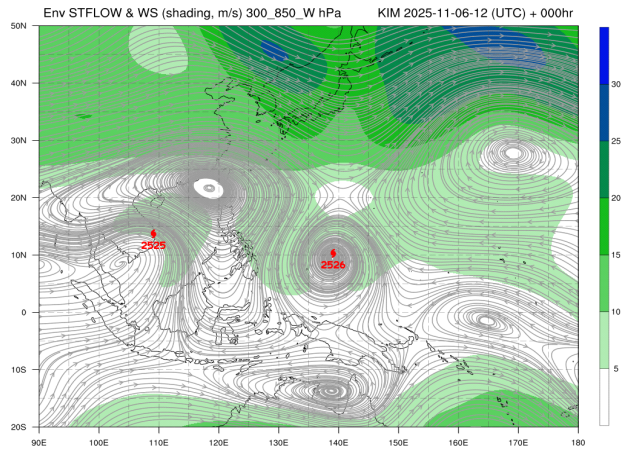 Env STFLOW & WS (shading, m/s) 300_850_W hPa KIM 2025-11-06-12 (UTC) + 000hr
50N
40N
30N
20N
10N
0
10S
20S
90E 100E 110E 120E 130E 140E 150E 160E 170E 180
30
25
20
15
10
5
2525
2526